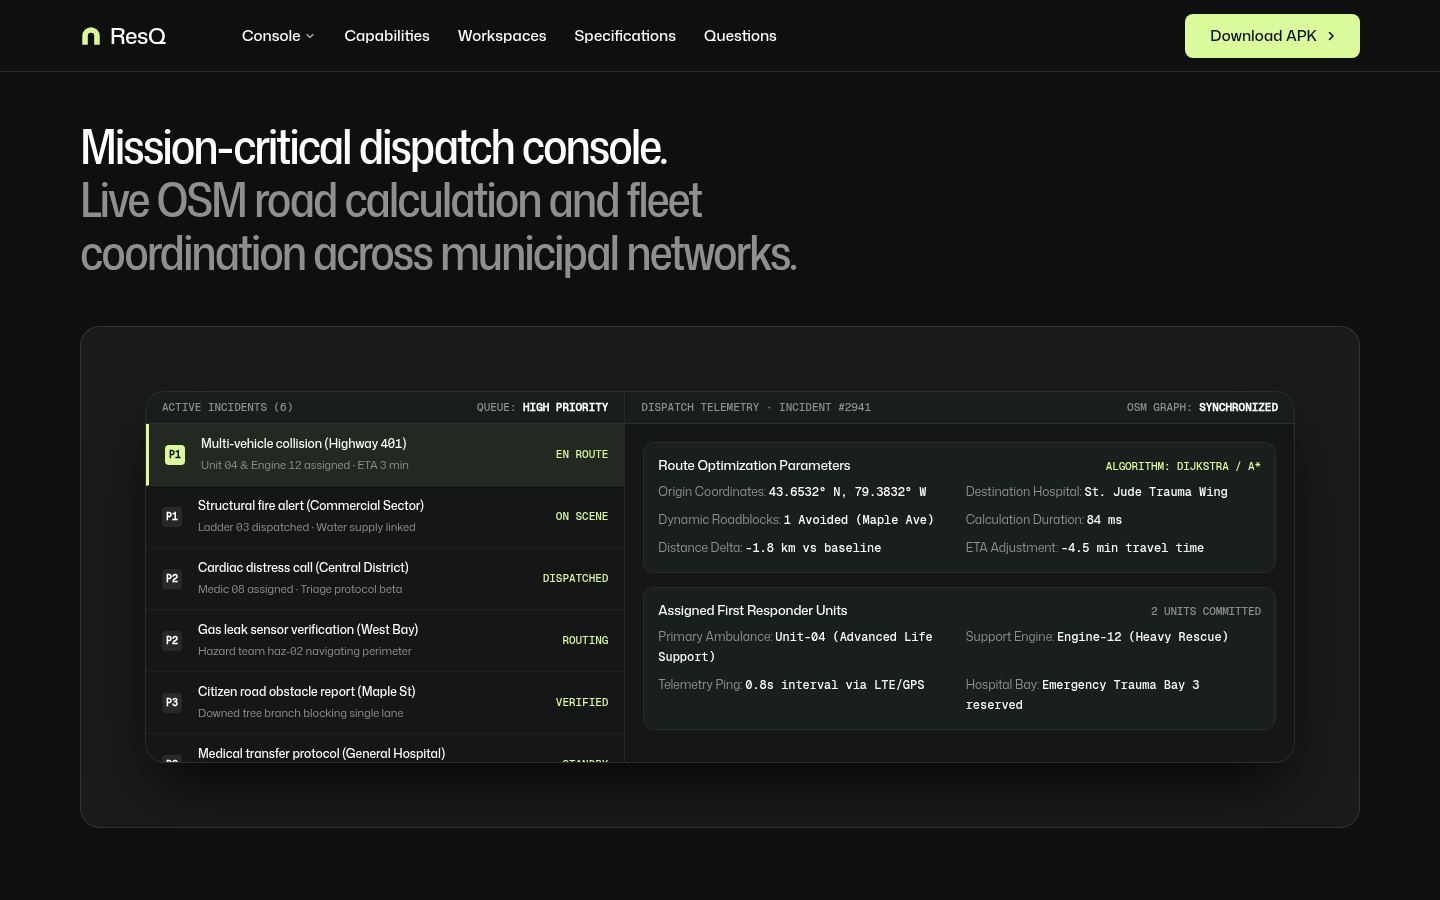 ResQ
Console
Capabilities
Workspaces
Specifications
Questions
Download APK
Mission-critical dispatch console.
Live OSM road calculation and fleet
coordination across municipal networks.
ACTIVE INCIDENTS (6)
QUEUE: HIGH PRIORITY
P1
Multi-vehicle collision (Highway 401)
Unit 04 & Engine 12 assigned · ETA 3 min
EN ROUTE
P1
Structural fire alert (Commercial Sector)
Ladder 03 dispatched · Water supply linked
ON SCENE
P2
Cardiac distress call (Central District)
Medic 08 assigned · Triage protocol beta
DISPATCHED
P2
Gas leak sensor verification (West Bay)
Hazard team haz-02 navigating perimeter
ROUTING
P3
Citizen road obstacle report (Maple St)
Downed tree branch blocking single lane
VERIFIED
Medical transfer protocol (General Hospital)
STANDBY
DISPATCH TELEMETRY · INCIDENT #2941
OSM GRAPH: SYNCHRONIZED
Route Optimization Parameters
ALGORITHM: DIJKSTRA / A*
Origin Coordinates: 43.6532° N, 79.3832° W
Destination Hospital: St. Jude Trauma Wing
Dynamic Roadblocks: 1 Avoided (Maple Ave)
Calculation Duration: 84 ms
Distance Delta: -1.8 km vs baseline
ETA Adjustment: -4.5 min travel time
Assigned First Responder Units
2 UNITS COMMITTED
Primary Ambulance: Unit-04 (Advanced Life
Support)
Support Engine: Engine-12 (Heavy Rescue)
Telemetry Ping: 0.8s interval via LTE/GPS
Hospital Bay: Emergency Trauma Bay 3
reserved